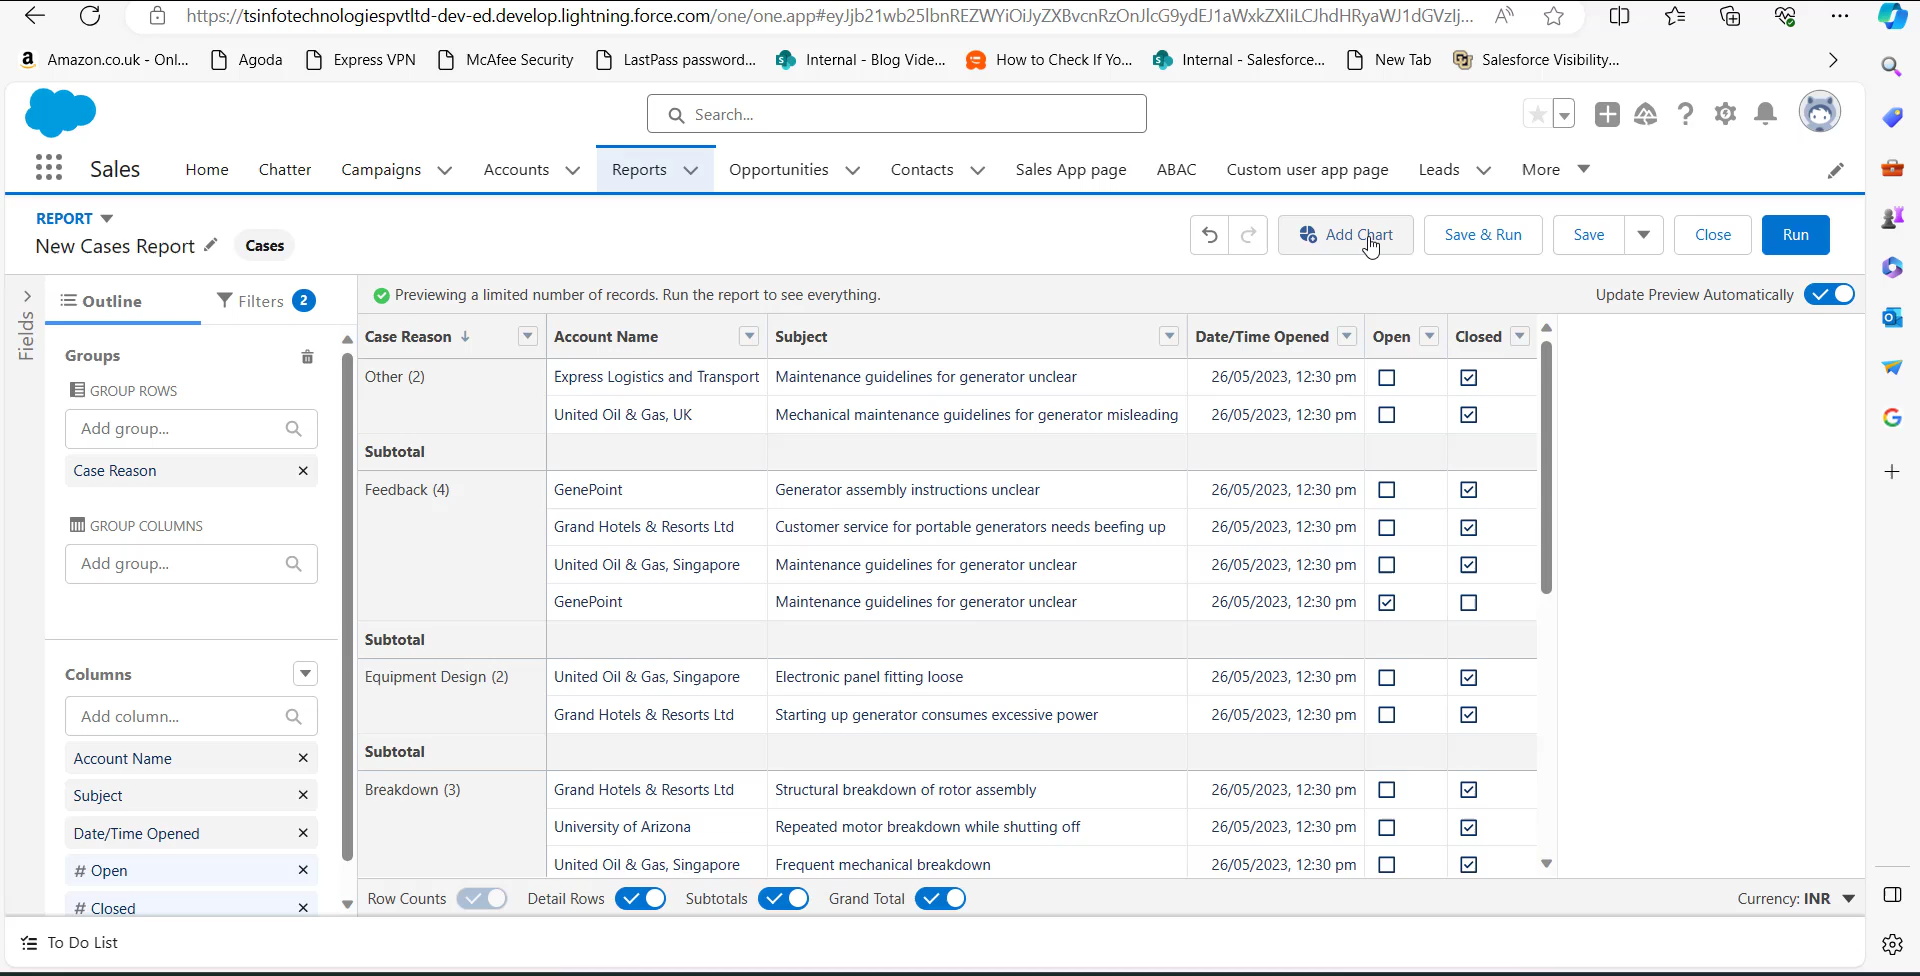 https://tsinfotechnologiespvtltd-dev-ed.develop.lightning.force.com/one/one.app#eyJjb21wb25lbnREZWYiOiJyZXBvcnRzOnJlcG9ydEJ1aWxkZXIiLCJhdHRyaWJ1dGVzIj...
Amazon.co.uk - Onl... Agoda Express VPN McAfee Security LastPass password... Internal - Blog Vide... How to Check If Yo... Internal - Salesforce... New Tab Salesforce Visibility...
Search...
Sales Home Chatter Campaigns Accounts Reports Opportunities Contacts Sales App page ABAC Custom user app page Leads More
REPORT
New Cases Report Cases
Add Chart Save & Run Save Close Run
Fields
Outline Filters 2
Previewing a limited number of records. Run the report to see everything. Update Preview Automatically
Groups
GROUP ROWS
Add group...
Case Reason
GROUP COLUMNS
Add group...
Columns
Add column...
Account Name
Subject
Date/Time Opened
# Open
# Closed
Case Reason Account Name Subject Date/Time Opened Open Closed
Other (2) Express Logistics and Transport Maintenance guidelines for generator unclear 26/05/2023, 12:30 pm
United Oil & Gas, UK Mechanical maintenance guidelines for generator misleading 26/05/2023, 12:30 pm
Subtotal
Feedback (4) GenePoint Generator assembly instructions unclear 26/05/2023, 12:30 pm
Grand Hotels & Resorts Ltd Customer service for portable generators needs beefing up 26/05/2023, 12:30 pm
United Oil & Gas, Singapore Maintenance guidelines for generator unclear 26/05/2023, 12:30 pm
GenePoint Maintenance guidelines for generator unclear 26/05/2023, 12:30 pm
Subtotal
Equipment Design (2) United Oil & Gas, Singapore Electronic panel fitting loose 26/05/2023, 12:30 pm
Grand Hotels & Resorts Ltd Starting up generator consumes excessive power 26/05/2023, 12:30 pm
Subtotal
Breakdown (3) Grand Hotels & Resorts Ltd Structural breakdown of rotor assembly 26/05/2023, 12:30 pm
University of Arizona Repeated motor breakdown while shutting off 26/05/2023, 12:30 pm
United Oil & Gas, Singapore Frequent mechanical breakdown 26/05/2023, 12:30 pm
Row Counts Detail Rows Subtotals Grand Total Currency: INR
To Do List